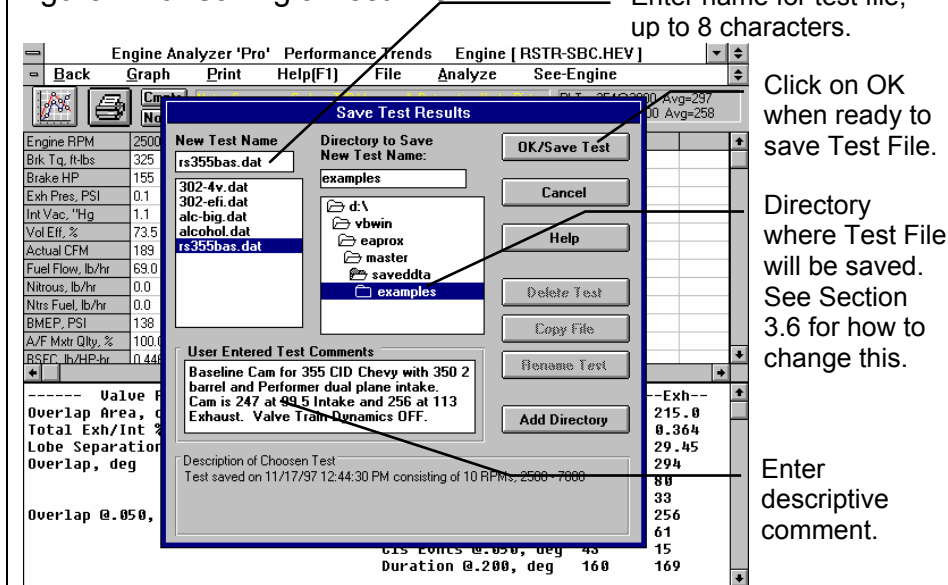 Enter name for test file,
up to 8 characters.
Engine Analyzer 'Pro' Performance Trends Engine [ RSTR-SBC.HEV ]
Back Graph Print Help(F1) File Analyze See-Engine
Click on OK
when ready to
save Test File.
Save Test Results
New Test Name
rs355bas.dat
302-4v.dat
302-efi.dat
alc-big.dat
alcohol.dat
rs355bas.dat
Directory to Save
New Test Name:
examples
d:\
vbwin
eaprox
master
saveddta
examples
OK/Save Test
Cancel
Help
Delete Test
Copy File
Rename Test
Add Directory
Directory
where Test File
will be saved.
See Section
3.6 for how to
change this.
Engine RPM 2500
Brk Tq, ft-lbs 325
Brake HP 155
Exh Pres, PSI 0.1
Int Vac, "Hg 1.1
Vol Eff, % 73.5
Actual CFM 189
Fuel Flow, lb/hr 69.0
Nitrous, lb/hr 0.0
Ntrs Fuel, lb/hr 0.0
BMEP, PSI 138
A/F Mxtr Qlty, % 100.0
BSFC, lb/HP-hr
User Entered Test Comments
Baseline Cam for 355 CID Chevy with 350 2
barrel and Performer dual plane intake.
Cam is 247 at 99.5 Intake and 256 at 113
Exhaust. Valve Train Dynamics OFF.
Description of Choosen Test
Test saved on 11/17/97 12:44:30 PM consisting of 10 RPMs, 2500 - 7000
Enter
descriptive
comment.
Avg=297
Avg=258
------ Valve
Overlap Area,
Total Exh/Int %
Lobe Separation
Overlap, deg
Overlap @.050,
--Exh--
215.0
0.364
29.45
294
80
33
256
61
15
Duration @.200, deg 160 169